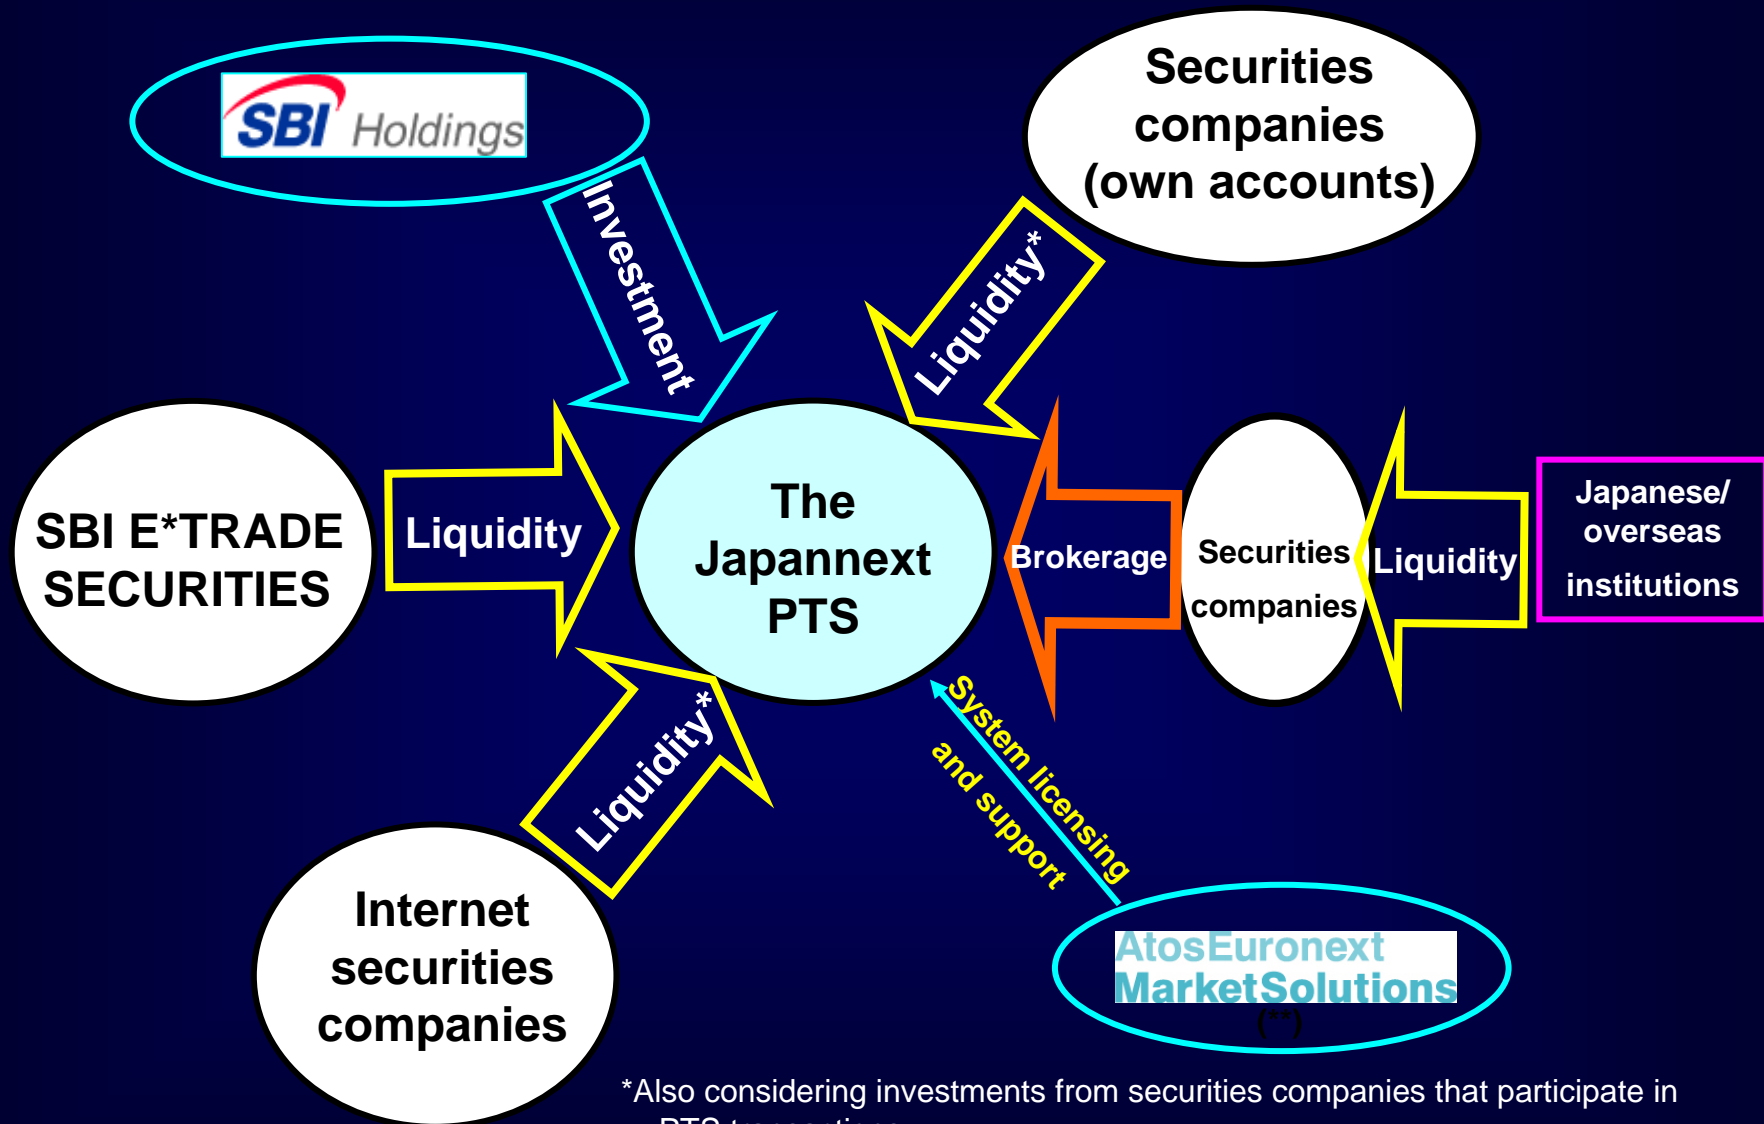 SBI Holdings
Securities
companies
(own accounts)
Investment
Liquidity*
SBI E*TRADE
SECURITIES
Liquidity
The
Japannext
PTS
Brokerage
Securities
companies
Liquidity
Japanese/
overseas
institutions
Liquidity*
System licensing
and support
Internet
securities
companies
AtosEuronext
MarketSolutions
(**)
*Also considering investments from securities companies that participate in
PTS transactions